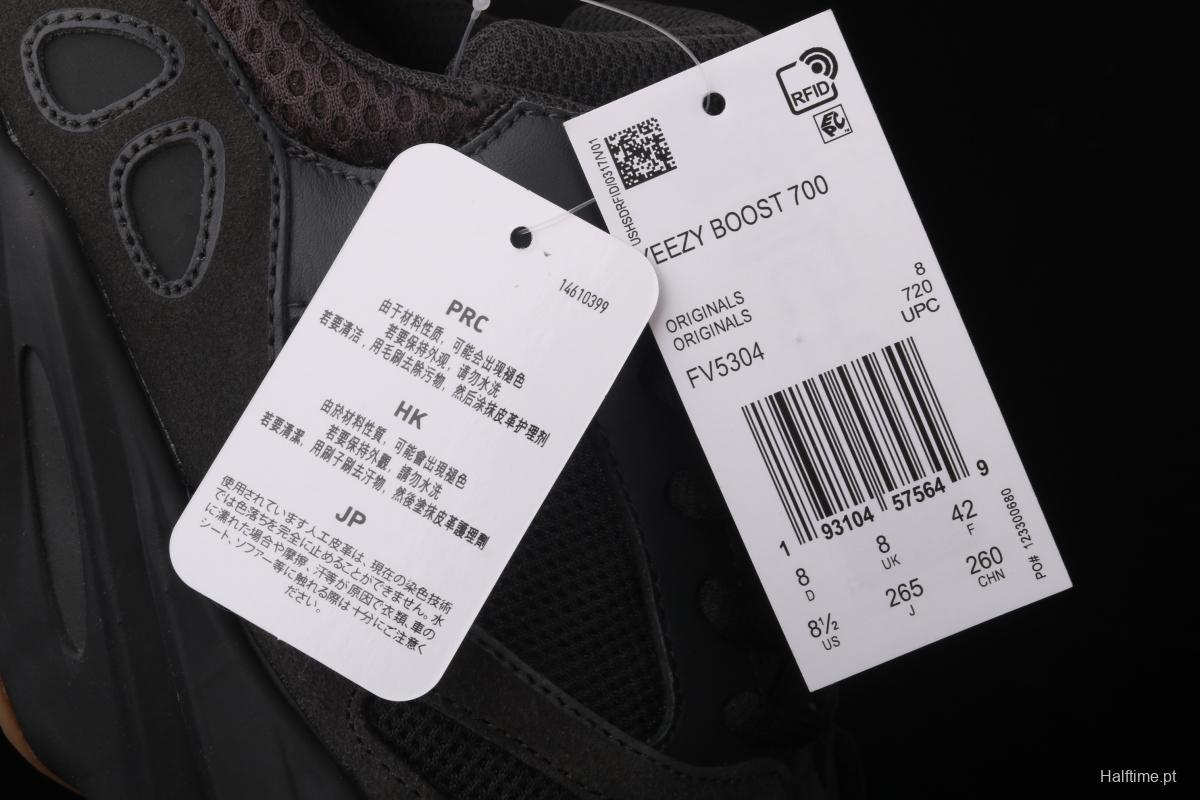 14610399
PRC
由于材料性质，可能会出现褪色
若要保持外观，请勿水洗
若要清洁，用毛刷去除污物，然后涂抹皮革护理剂
HK
由於材料性質，可能會出現褪色
若要保持外觀，請勿水洗
若要清潔，用刷子刷去汙物，然後塗抹皮革護理劑
JP
使用されています人工皮革は、現在の染色技術
では色落ちを完全に止めることができません。水
に濡れた場合や摩擦、汗等が原因で衣類、車の
シート、ソファー等に触れる際は十分にご注意く
ださい。
RFID
EPC
USHSDRFID/0317/V01
YEEZY BOOST 700
8
720
UPC
ORIGINALS
ORIGINALS
FV5304
1 93104 57564 9
8 D
8 UK
42 F
8½ US
265 J
260 CHN
PO# 123300680
Halftime.pt